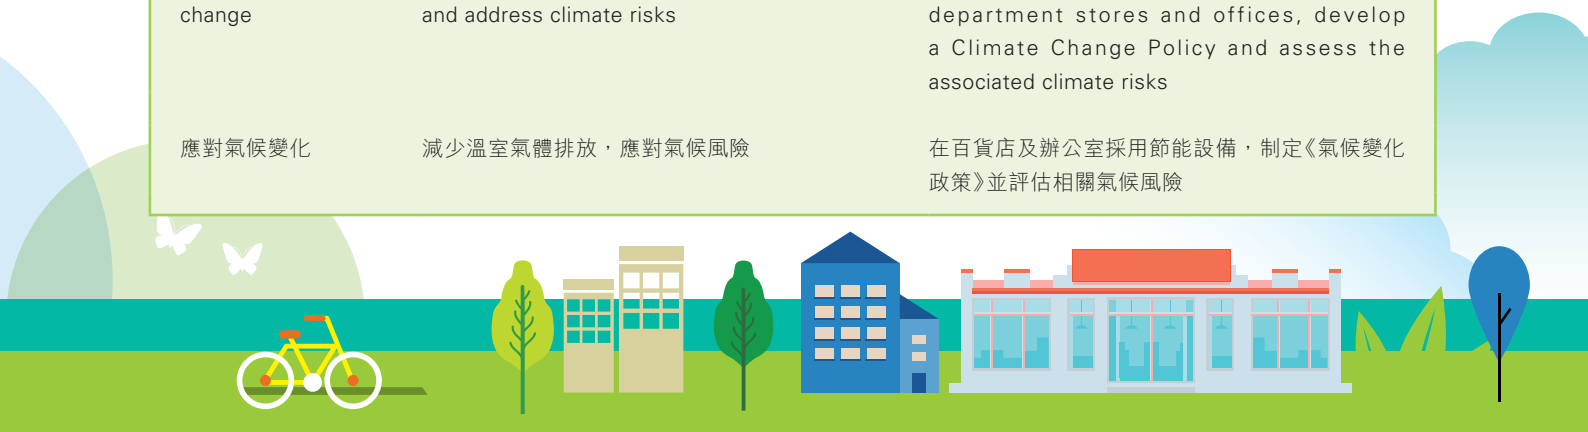 change
and address climate risks
department stores and offices, develop
a Climate Change Policy and assess the
associated climate risks
應對氣候變化
減少溫室氣體排放，應對氣候風險
在百貨店及辦公室採用節能設備，制定《氣候變化
政策》並評估相關氣候風險